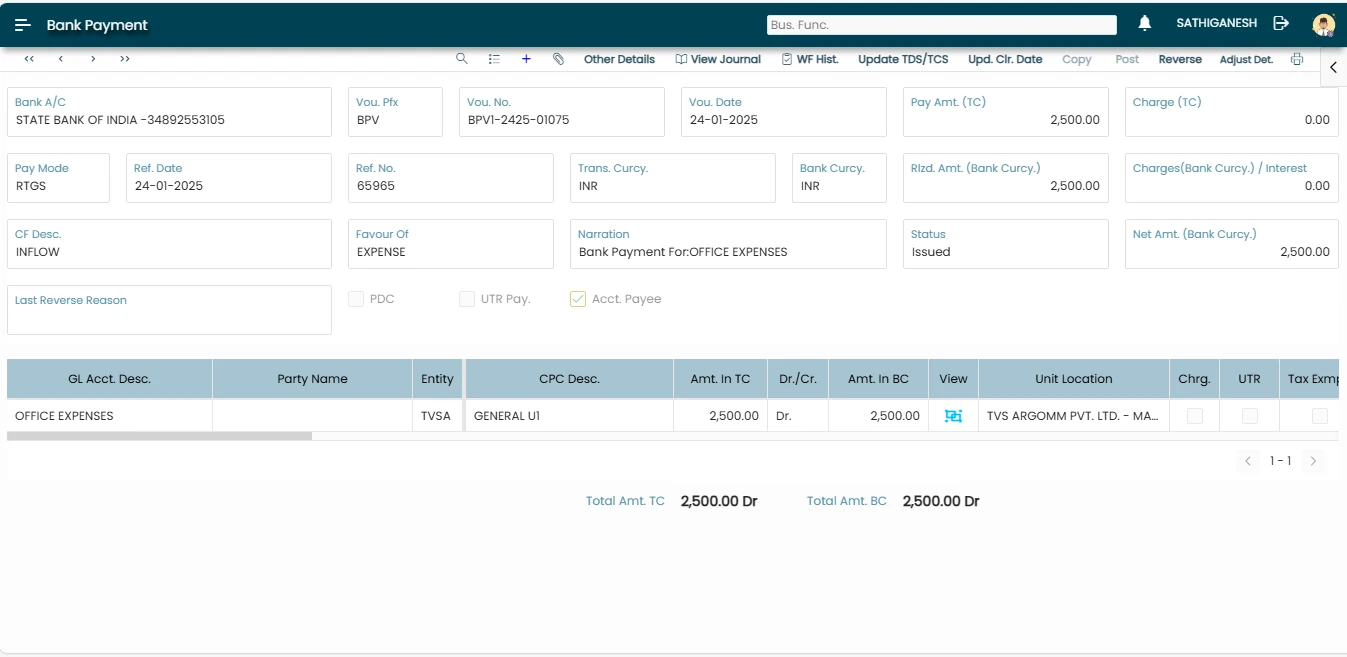 Bank Payment
Bus. Func.
SATHIGANESH
Other Details
View Journal
WF Hist.
Update TDS/TCS
Upd. Clr. Date
Copy
Post
Reverse
Adjust Det.
Bank A/C
STATE BANK OF INDIA -34892553105
Vou. Pfx
BPV
Vou. No.
BPV1-2425-01075
Vou. Date
24-01-2025
Pay Amt. (TC)
2,500.00
Charge (TC)
0.00
Pay Mode
RTGS
Ref. Date
24-01-2025
Ref. No.
65965
Trans. Curcy.
INR
Bank Curcy.
INR
Rlzd. Amt. (Bank Curcy.)
2,500.00
Charges(Bank Curcy.) / Interest
0.00
CF Desc.
INFLOW
Favour Of
EXPENSE
Narration
Bank Payment For:OFFICE EXPENSES
Status
Issued
Net Amt. (Bank Curcy.)
2,500.00
Last Reverse Reason
PDC
UTR Pay.
Acct. Payee
GL Acct. Desc. Party Name Entity CPC Desc. Amt. In TC Dr./Cr. Amt. In BC View Unit Location Chrg. UTR Tax Exmp
OFFICE EXPENSES TVSA GENERAL U1 2,500.00 Dr. 2,500.00 TVS ARGOMM PVT. LTD. - MA...
1 - 1
Total Amt. TC 2,500.00 Dr Total Amt. BC 2,500.00 Dr